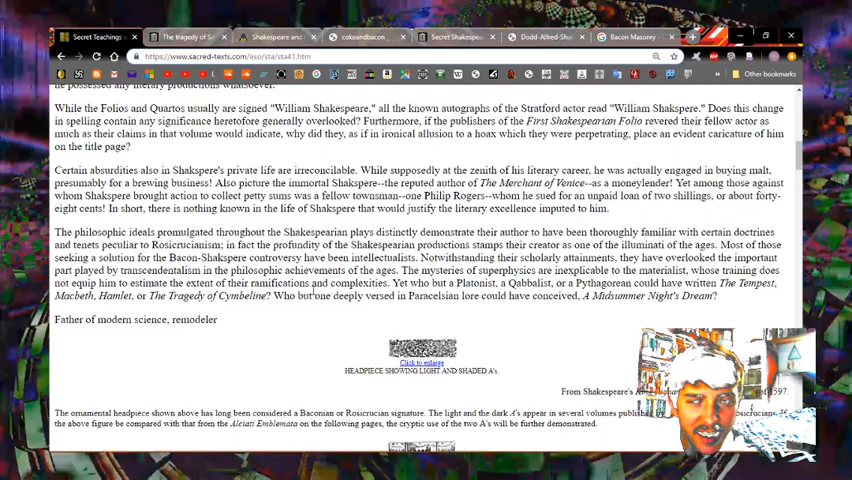 Secret Teachings
The tragedy of S
Shakespeare and
cokeandbacon
Secret Shakespea
Dodd-Alfred-Sha
Bacon Masonry -
https://www.sacred-texts.com/eso/sta/sta41.htm
Other bookmarks
he possessed any literary productions whatsoever.
While the Folios and Quartos usually are signed "William Shakespeare," all the known autographs of the Stratford actor read "William Shakspere." Does this change
in spelling contain any significance heretofore generally overlooked? Furthermore, if the publishers of the First Shakespearian Folio revered their fellow actor as
much as their claims in that volume would indicate, why did they, as if in ironical allusion to a hoax which they were perpetrating, place an evident caricature of him
on the title page?
Certain absurdities also in Shakspere's private life are irreconcilable. While supposedly at the zenith of his literary career, he was actually engaged in buying malt,
presumably for a brewing business! Also picture the immortal Shakspere--the reputed author of The Merchant of Venice--as a moneylender! Yet among those against
whom Shakspere brought action to collect petty sums was a fellow townsman--one Philip Rogers--whom he sued for an unpaid loan of two shillings, or about forty-
eight cents! In short, there is nothing known in the life of Shakspere that would justify the literary excellence imputed to him.
The philosophic ideals promulgated throughout the Shakespearian plays distinctly demonstrate their author to have been thoroughly familiar with certain doctrines
and tenets peculiar to Rosicrucianism; in fact the profundity of the Shakespearian productions stamps their creator as one of the illuminati of the ages. Most of those
seeking a solution for the Bacon-Shakspere controversy have been intellectualists. Notwithstanding their scholarly attainments, they have overlooked the important
part played by transcendentalism in the philosophic achievements of the ages. The mysteries of superphysics are inexplicable to the materialist, whose training does
not equip him to estimate the extent of their ramifications and complexities. Yet who but a Platonist, a Qabbalist, or a Pythagorean could have written The Tempest,
Macbeth, Hamlet, or The Tragedy of Cymbeline? Who but one deeply versed in Paracelsian lore could have conceived, A Midsummer Night's Dream?
Father of modern science, remodeler
Click to enlarge
HEADPIECE SHOWING LIGHT AND SHADED A's.
From Shakespeare's King of 1597.
The ornamental headpiece shown above has long been considered a Baconian or Rosicrucian signature. The light and the dark A's appear in several volumes
the above figure be compared with that from the Alciati Emblemata on the following pages, the cryptic use of the two A's will be further demonstrated.